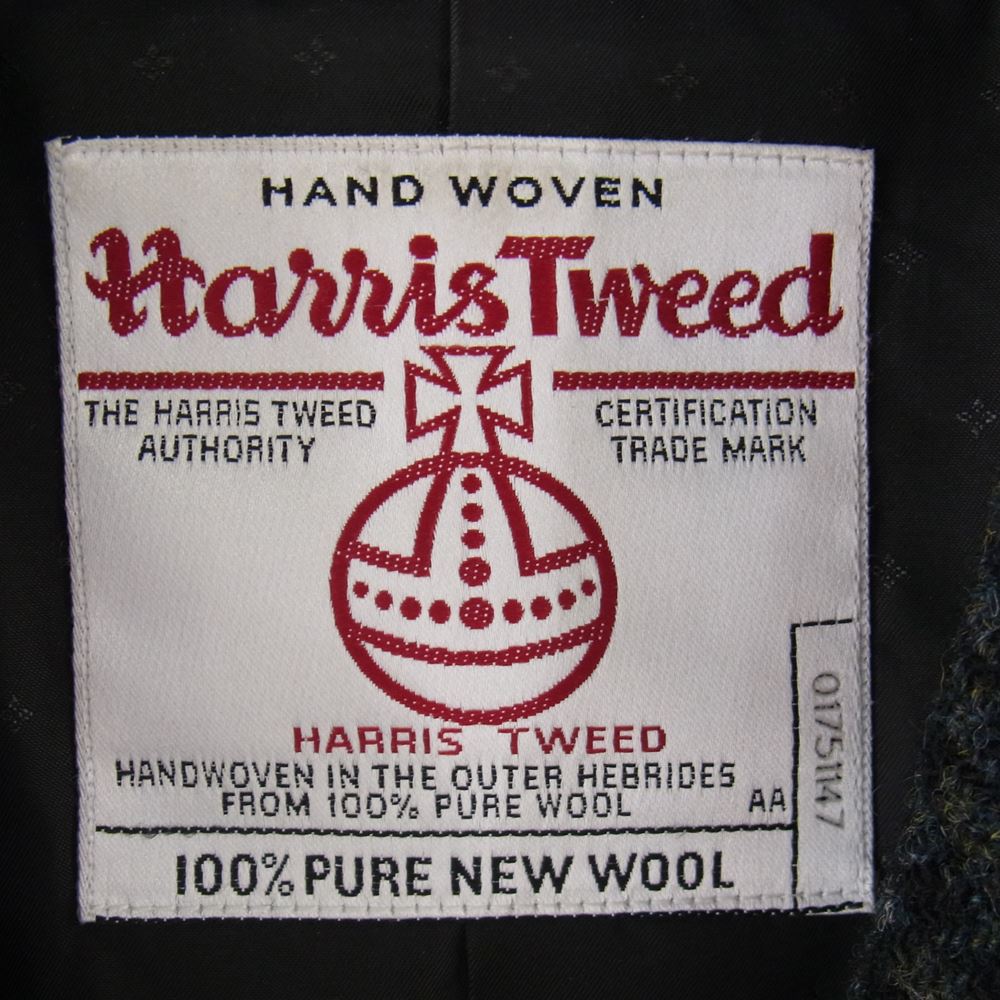 HAND WOVEN
Harris Tweed
THE HARRIS TWEED
AUTHORITY
CERTIFICATION
TRADE MARK
HARRIS TWEED
HANDWOVEN IN THE OUTER HEBRIDES
FROM 100% PURE WOOL
AA
01751147
100% PURE NEW WOOL